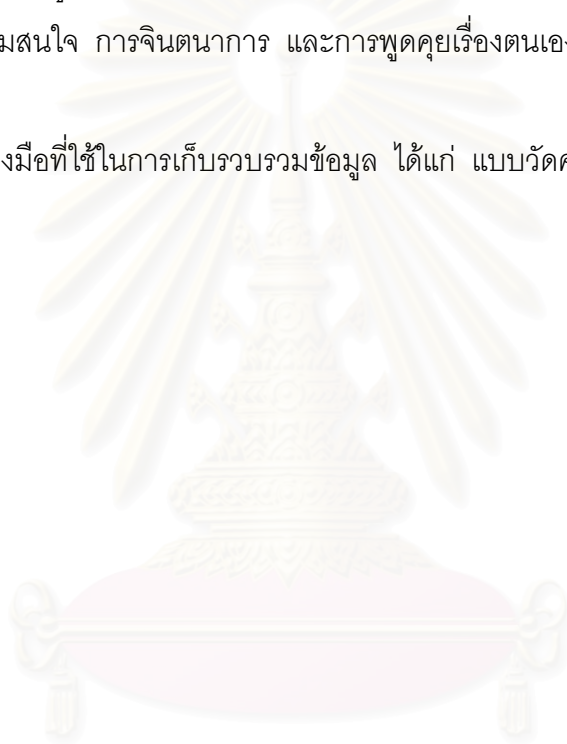 มสนใจ การจินตนาการ และการพูดคุยเรื่องตนเอง
งมือที่ใช้ในการเก็บรวบรวมข้อมูล ได้แก่ แบบวัดค